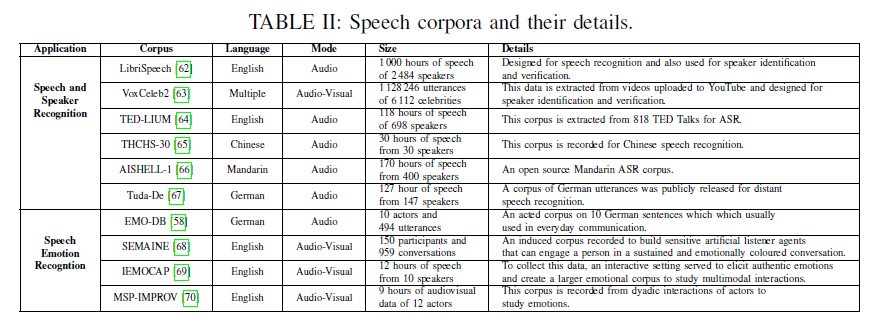 TABLE II: Speech corpora and their details.
Application Corpus Language Mode Size Details
Speech and Speaker Recognition
LibriSpeech [62] English Audio 1 000 hours of speech of 2 484 speakers Designed for speech recognition and also used for speaker identification and verification.
VoxCeleb2 [63] Multiple Audio-Visual 1 128 246 utterances of 6 112 celebrities This data is extracted from videos uploaded to YouTube and designed for speaker identification and verification.
TED-LIUM [64] English Audio 118 hours of speech of 698 speakers This corpus is extracted from 818 TED Talks for ASR.
THCHS-30 [65] Chinese Audio 30 hours of speech from 30 speakers This corpus is recorded for Chinese speech recognition.
AISHELL-1 [66] Mandarin Audio 170 hours of speech from 400 speakers An open source Mandarin ASR corpus.
Tuda-De [67] German Audio 127 hour of speech from 147 speakers A corpus of German utterances was publicly released for distant speech recognition.
Speech Emotion Recogntion
EMO-DB [58] German Audio 10 actors and 494 utterances An acted corpus on 10 German sentences which which usually used in everyday communication.
SEMAINE [68] English Audio-Visual 150 participants and 959 conversations An induced corpus recorded to build sensitive artificial listener agents that can engage a person in a sustained and emotionally coloured conversation.
IEMOCAP [69] English Audio-Visual 12 hours of speech from 10 speakers To collect this data, an interactive setting served to elicit authentic emotions and create a larger emotional corpus to study multimodal interactions.
MSP-IMPROV [70] English Audio-Visual 9 hours of audiovisual data of 12 actors This corpus is recorded from dyadic interactions of actors to study emotions.